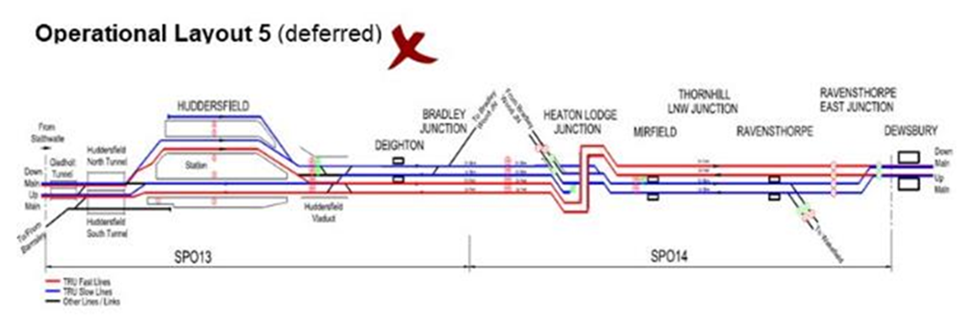 Operational Layout 5 (deferred)
HUDDERSFIELD
From
Slaithwaite
Huddersfield
North Tunnel
Gledholt
Tunnel
Station
Down
Main
Up
Main
To/From
Barnsley
Huddersfield
South Tunnel
Huddersfield
Viaduct
DEIGHTON
BRADLEY
JUNCTION
HEATON LODGE
JUNCTION
THORNHILL
LNW JUNCTION
MIRFIELD
RAVENSTHORPE
RAVENSTHORPE
EAST JUNCTION
DEWSBURY
Down
Main
Up
Main
To Wakefield
SPO13
SPO14
TRU Fast Lines
TRU Slow Lines
Other Lines / Links